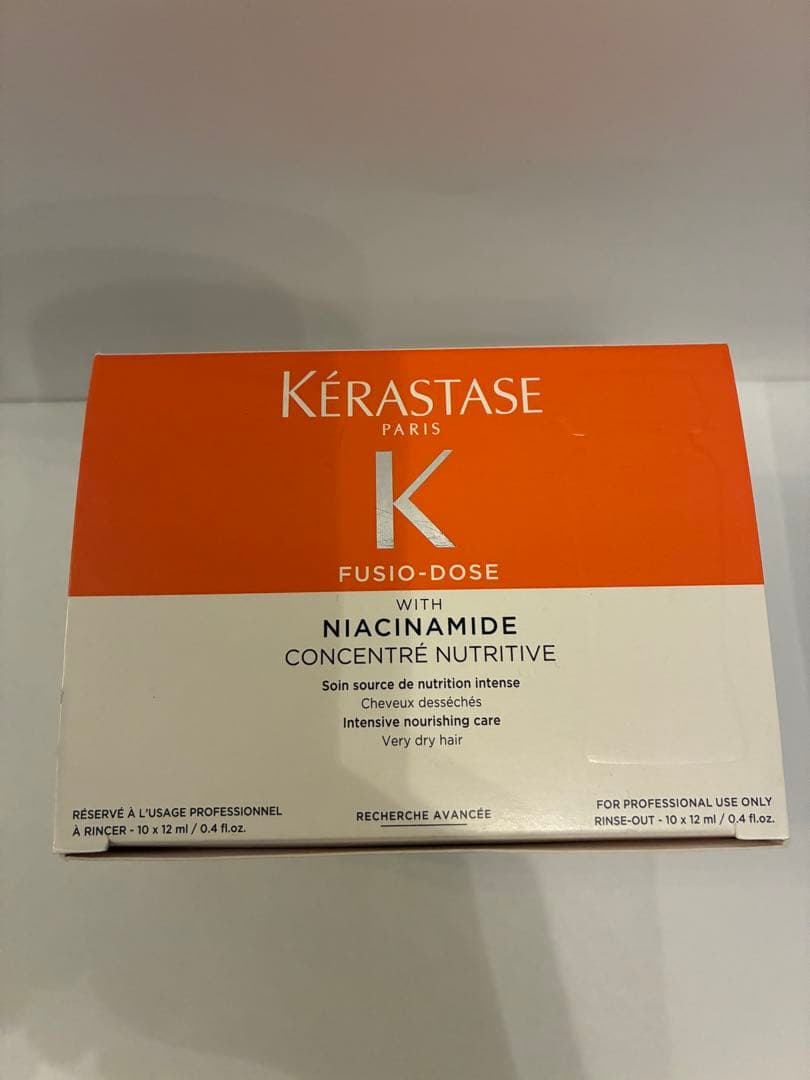 KÉRASTASE
PARIS
K
FUSIO-DOSE
WITH
NIACINAMIDE
CONCENTRÉ NUTRITIVE
Soin source de nutrition intense
Cheveux desséchés
Intensive nourishing care
Very dry hair
RÉSERVÉ À L'USAGE PROFESSIONNEL
À RINCER - 10 x 12 ml / 0.4 fl.oz.
RECHERCHE AVANCÉE
FOR PROFESSIONAL USE ONLY
RINSE-OUT - 10 x 12 ml / 0.4 fl.oz.